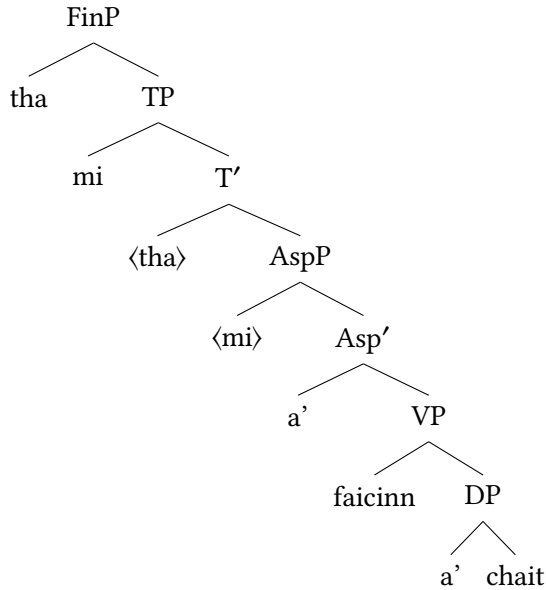 FinP
tha TP
mi T′
⟨tha⟩ AspP
⟨mi⟩ Asp′
a’ VP
faicinn DP
a’ chait